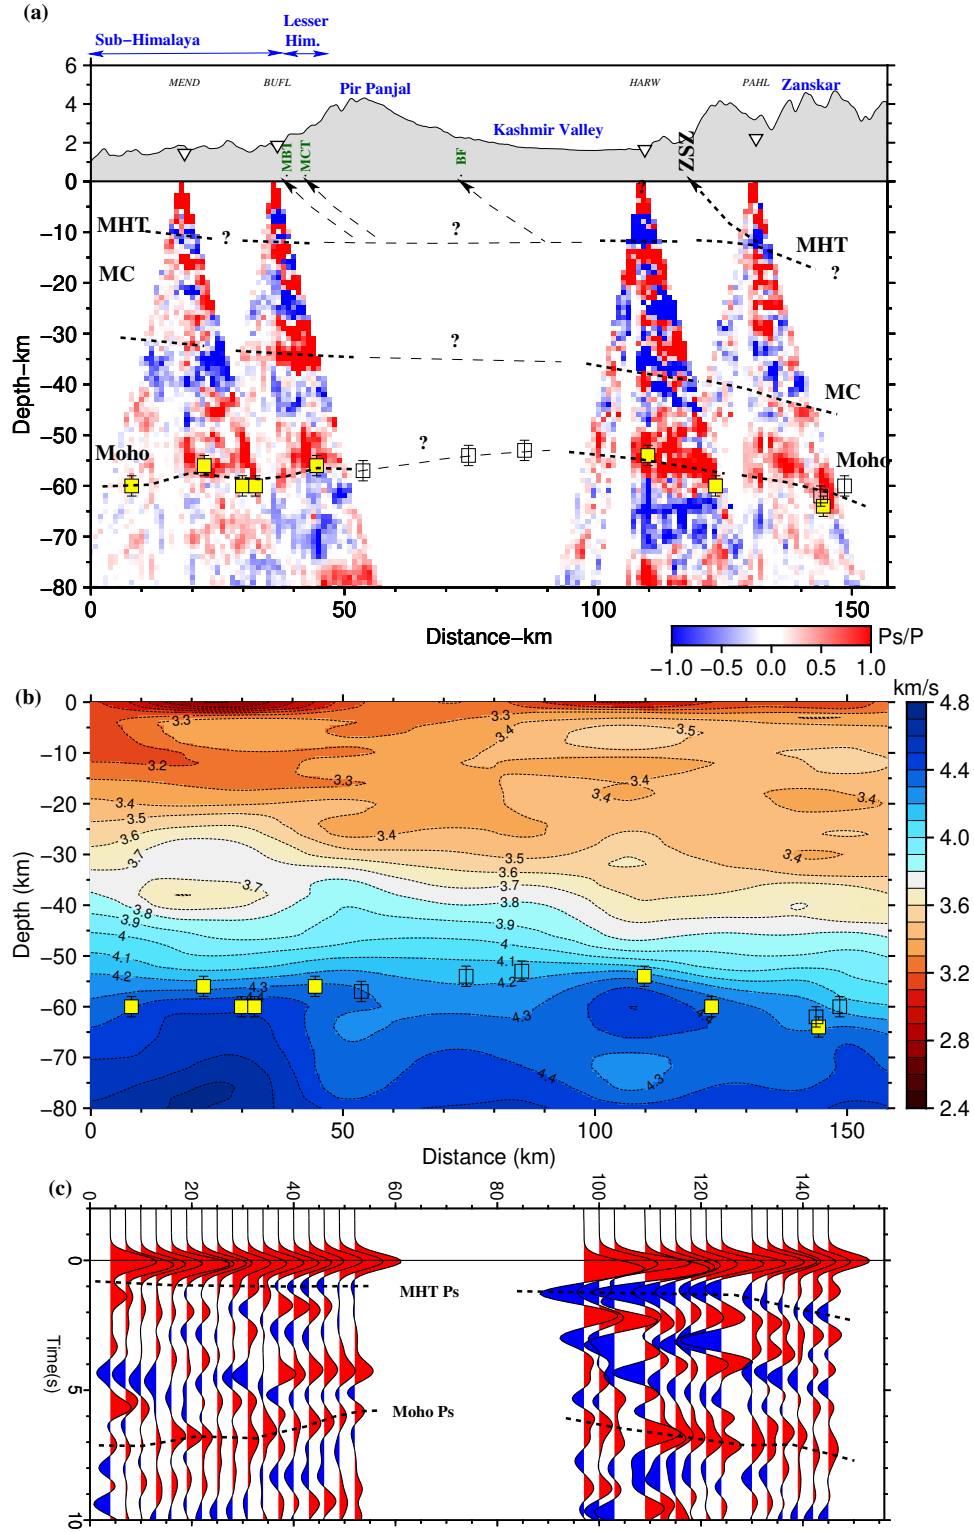 (a)
Lesser
Sub-Himalaya
Him.
6
4
2
0
MEND
BUFL
Pir Panjal
HARW
PAHL
Zanskar
Kashmir Valley
MBT
MCT
BF
ZSZ
?
MHT
?
?
MHT
?
MC
?
MC
Moho
?
Moho
Depth-km
0
-10
-20
-30
-40
-50
-60
-70
-80
0
50
100
150
Distance-km
Ps/P
-1.0
-0.5
0.0
0.5
1.0
(b)
km/s
0
-10
-20
-30
-40
-50
-60
-70
-80
Depth (km)
3.3
3.3
3.4
3.5
3.2
3.3
3.4
3.4
3.4
3.4
3.5
3.4
3.6
3.7
3.5
3.4
3.6
3.7
3.7
3.8
3.8
3.9
3.9
4
4
4.1
4.1
4.2
4.2
4.3
4.4
4.3
4
4.4
4.4
4.3
4.8
4.4
4.0
3.6
3.2
2.8
2.4
0
50
100
150
Distance (km)
(c)
0
20
40
60
80
100
120
140
0
5
10
Time(s)
MHT Ps
Moho Ps